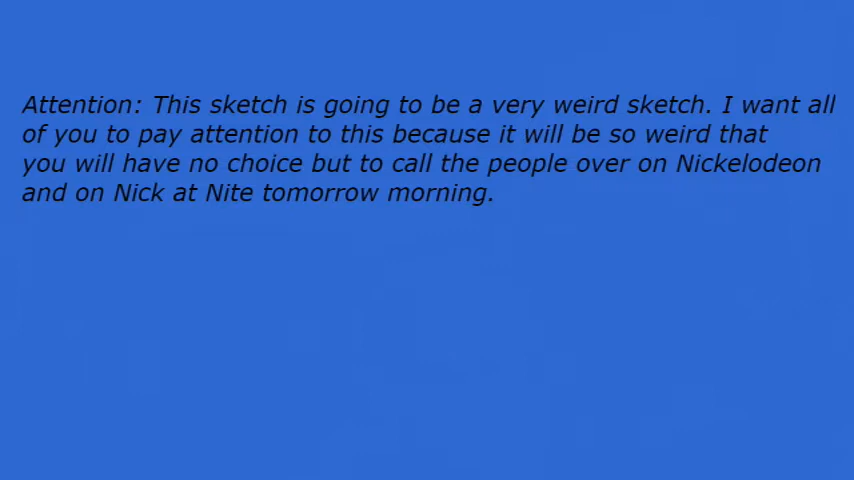 Attention: This sketch is going to be a very weird sketch. I want all
of you to pay attention to this because it will be so weird that
you will have no choice but to call the people over on Nickelodeon
and on Nick at Nite tomorrow morning.